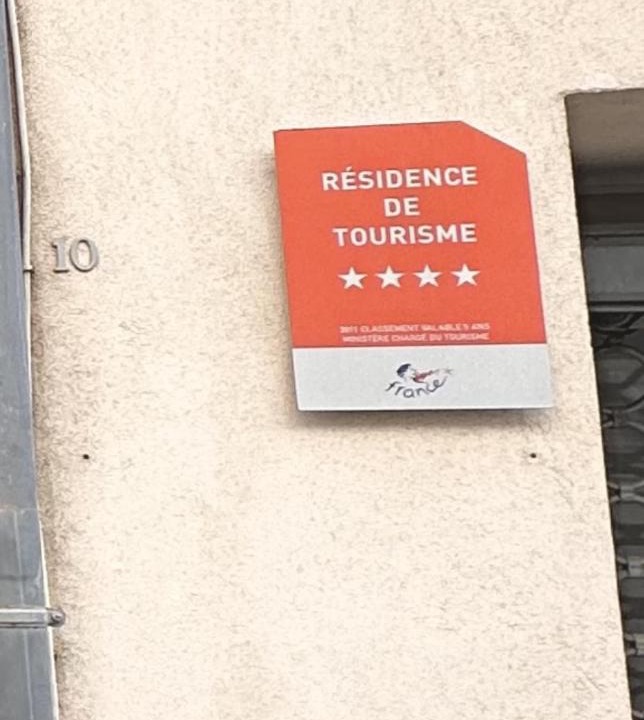 10
RÉSIDENCE
DE
TOURISME
★★★★
2011 CLASSEMENT VALABLE 5 ANS
MINISTÈRE CHARGÉ DU TOURISME
france